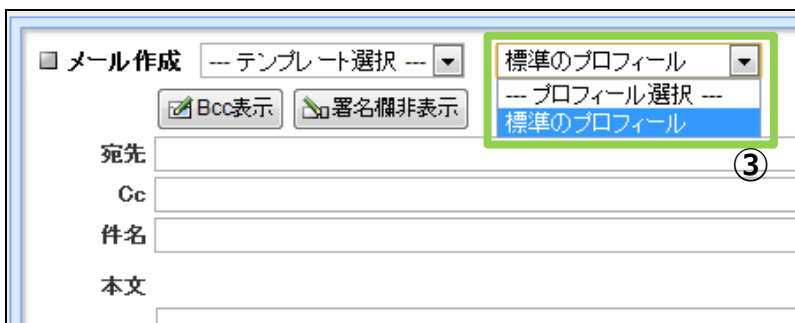 メール作成 --- テンプレート選択 --- 標準のプロフィール
--- プロフィール選択 ---
Bcc表示 署名欄非表示 標準のプロフィール
宛先
③
Cc
件名
本文